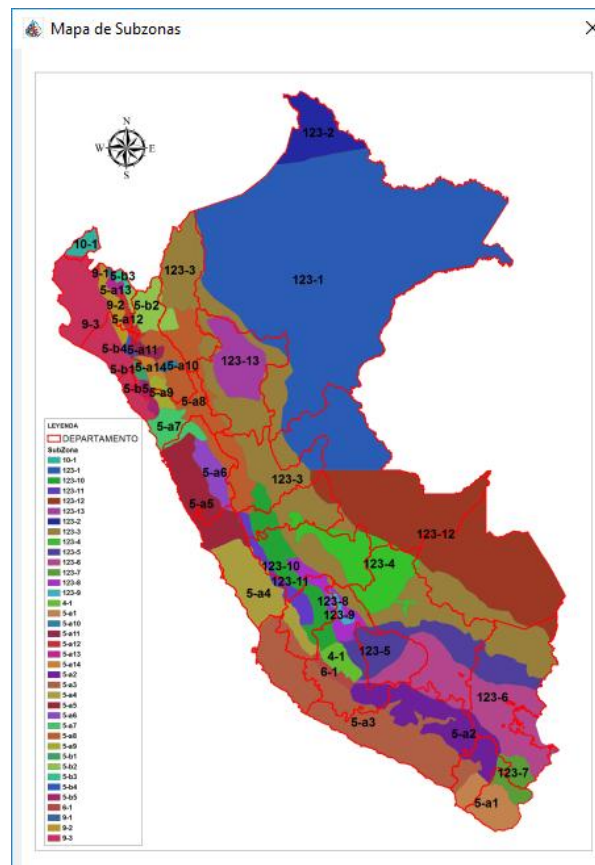 Mapa de Subzonas
N
W E
S
123-2
10-1
123-1
123-3
9-1
5-b3
5-a13
9-2
5-b2
5-a12
9-3
5-b4
5-a11
5-b1
5-a14
5-a10
123-13
5-b5
5-a9
5-a8
5-a7
5-a6
123-3
5-a5
123-12
123-10
123-4
123-11
5-a4
123-8
123-9
123-5
4-1
6-1
123-6
5-a3
5-a2
123-7
5-a1
LEYENDA
DEPARTAMENTO
SubZona
10-1
123-1
123-10
123-11
123-12
123-13
123-2
123-3
123-4
123-5
123-6
123-7
123-8
123-9
4-1
5-a1
5-a10
5-a11
5-a12
5-a13
5-a14
5-a2
5-a3
5-a4
5-a5
5-a6
5-a7
5-a8
5-a9
5-b1
5-b2
5-b3
5-b4
5-b5
6-1
9-1
9-2
9-3